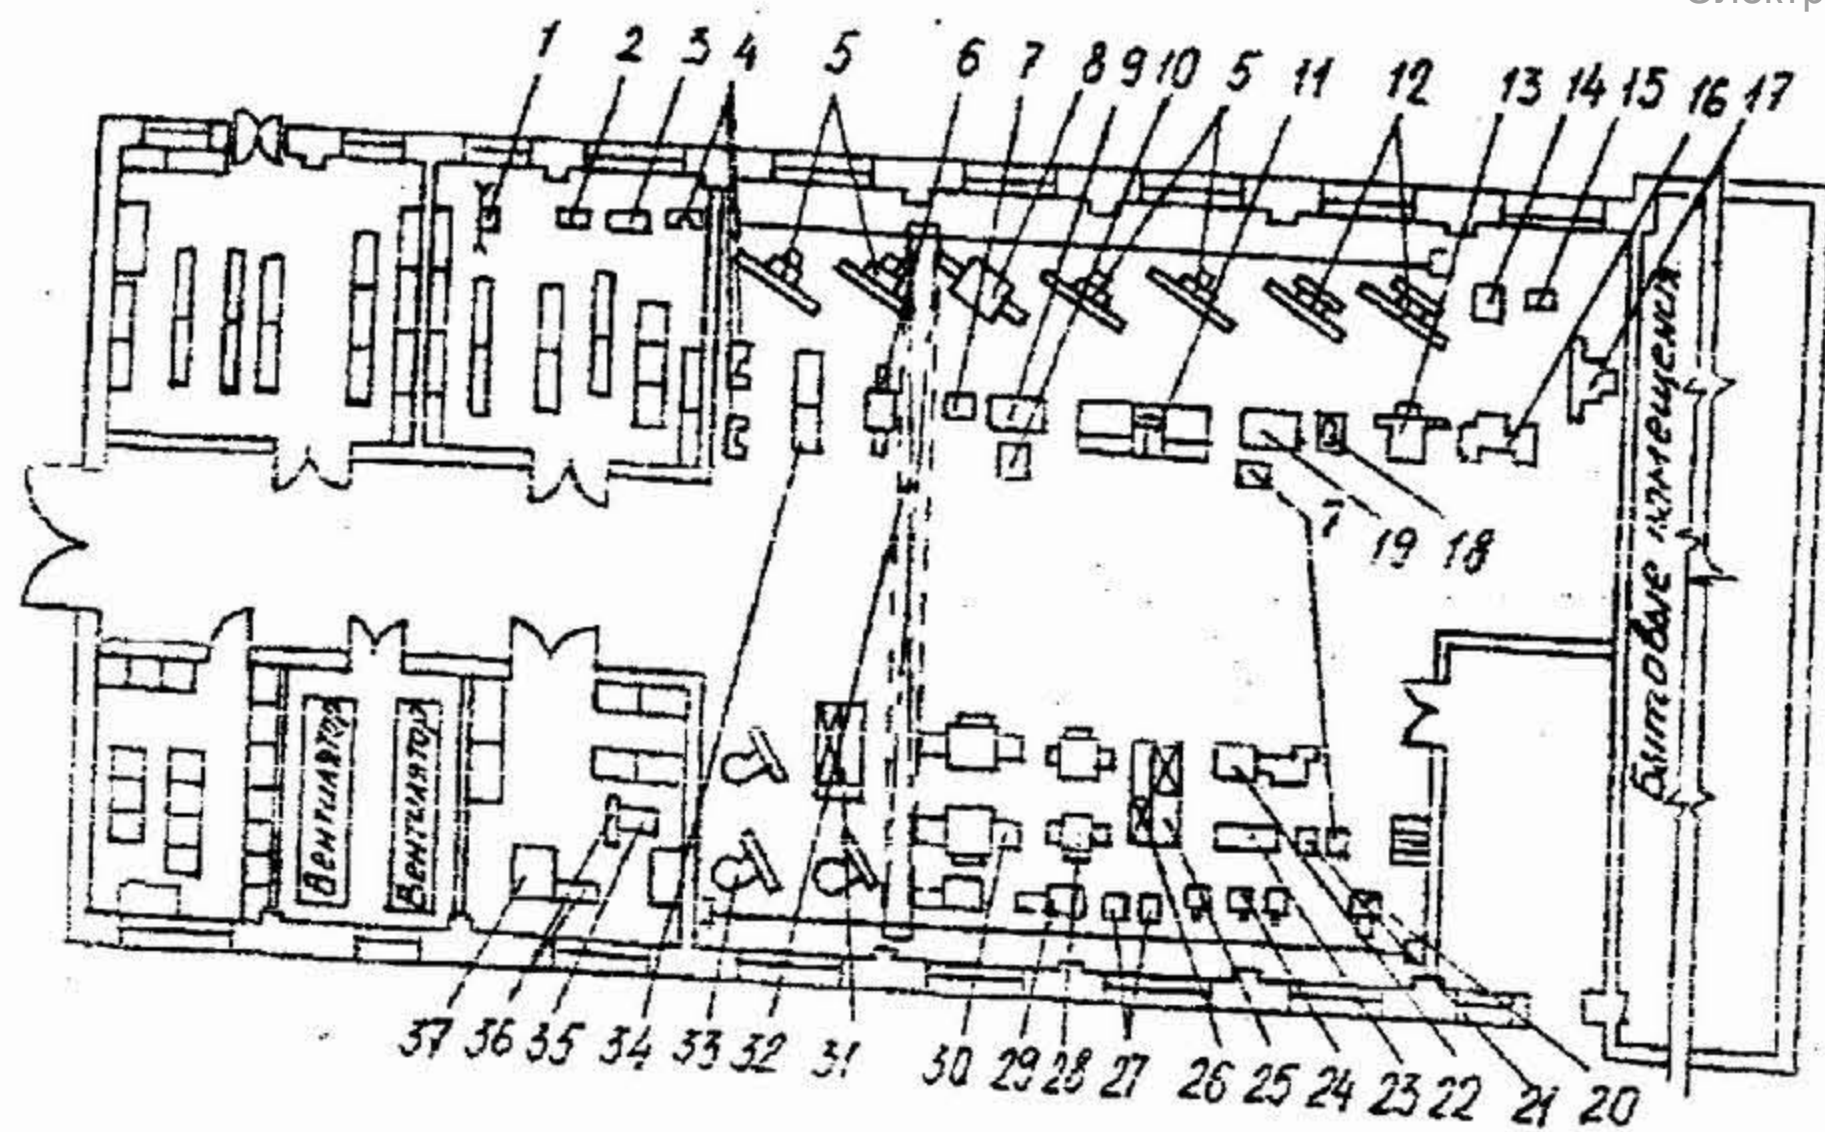 Электр
1 2 3 4 5 6 7 8 9 10 5 11 12 13 14 15 16 17
Бытовые помещения
7
19 18
Вентилятор
Вентилятор
37 36 35 34 33 32 31 30 29 28 27 26 25 24 23 22 21 20